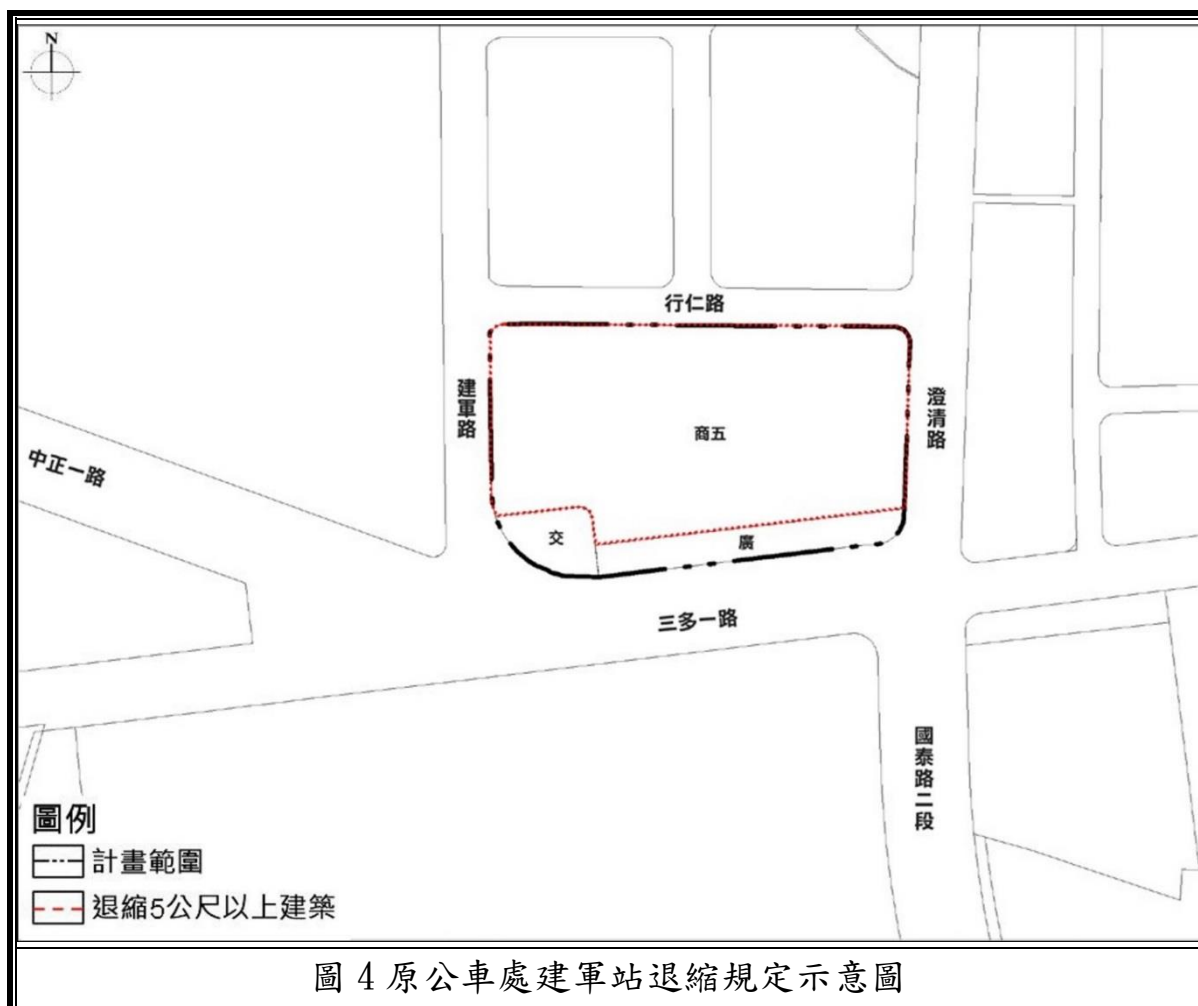 N
行仁路
建軍路
澄清路
商五
中正一路
交
廣
三多一路
國泰路二段
圖例
計畫範圍
退縮5公尺以上建築
圖 4 原公車處建軍站退縮規定示意圖